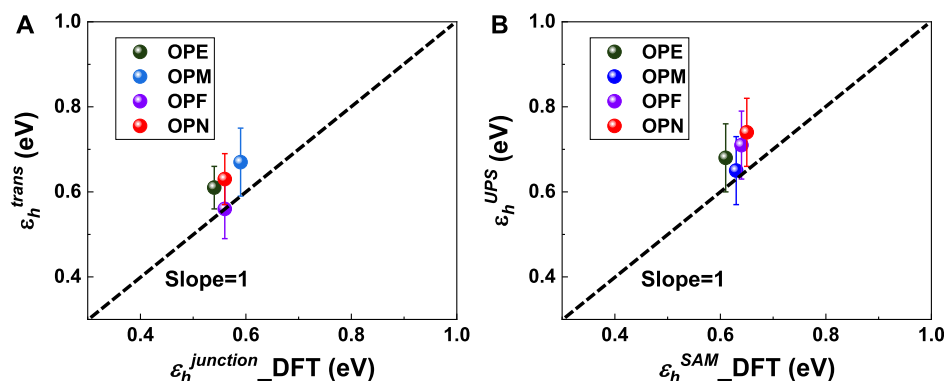 A
1.0
0.8
0.6
0.4
ε_h^trans (eV)
OPE
OPM
OPF
OPN
Slope=1
0.4 0.6 0.8 1.0
ε_h^junction_DFT (eV)
B
1.0
0.8
0.6
0.4
ε_h^UPS (eV)
OPE
OPM
OPF
OPN
Slope=1
0.4 0.6 0.8 1.0
ε_h^SAM_DFT (eV)